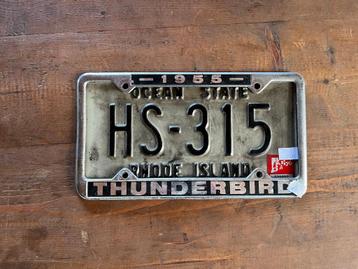 1955
OCEAN STATE
HS-315
RHODE ISLAND
THUNDERBIRD